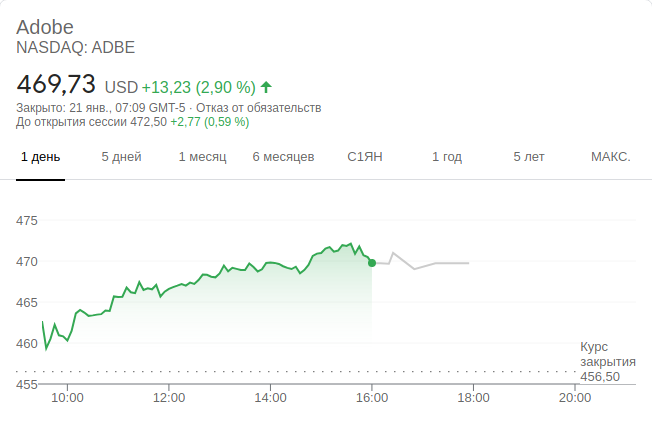 Adobe
NASDAQ: ADBE
469,73 USD +13,23 (2,90 %)
Закрыто: 21 янв., 07:09 GMT-5 · Отказ от обязательств
До открытия сессии 472,50 +2,77 (0,59 %)
1 день 5 дней 1 месяц 6 месяцев С1ЯН 1 год 5 лет МАКС.
475
470
465
460
Курс
закрытия
456,50
455
10:00 12:00 14:00 16:00 18:00 20:00